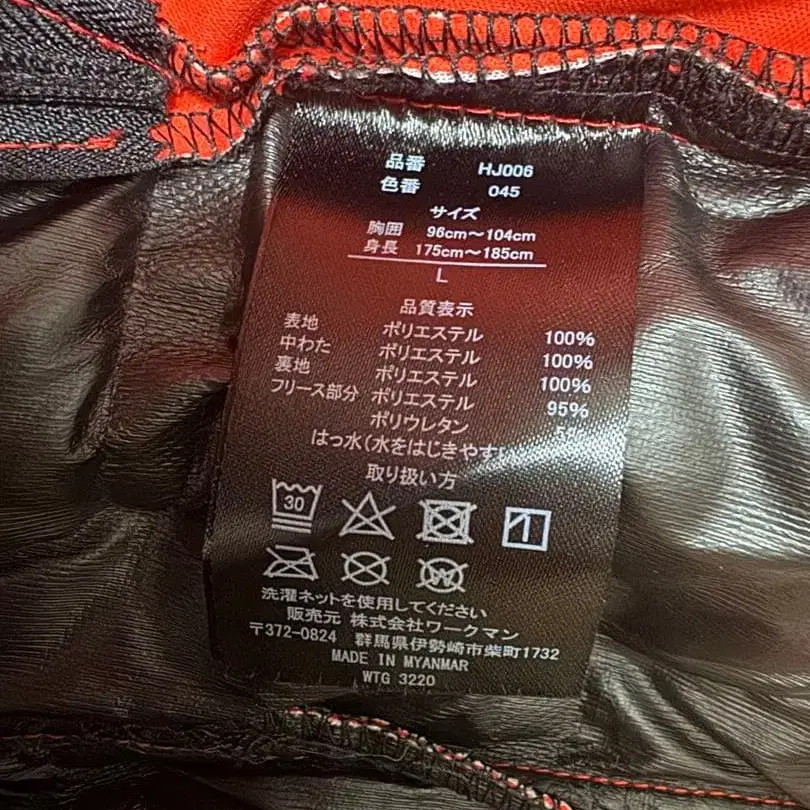 品番 HJ006
色番 045
サイズ
胸囲 96cm～104cm
身長 175cm～185cm
L
品質表示
表地 ポリエステル 100%
中わた ポリエステル 100%
裏地 ポリエステル 100%
フリース部分 ポリエステル 95%
ポリウレタン
はっ水(水をはじきやす
取り扱い方
30
W
洗濯ネットを使用してください
販売元 株式会社ワークマン
〒372-0824 群馬県伊勢崎市柴町1732
MADE IN MYANMAR
WTG 3220